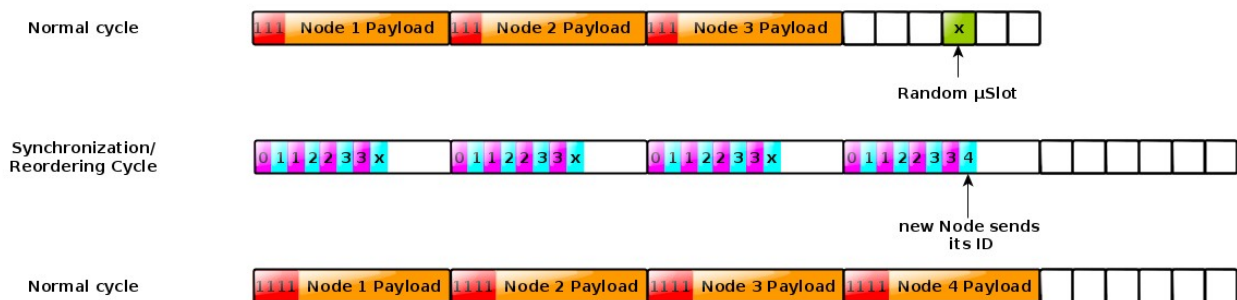 Normal cycle
111 Node 1 Payload 111 Node 2 Payload 111 Node 3 Payload x
Random µSlot
Synchronization/
Reordering Cycle
0 1 1 2 2 3 3 x 0 1 1 2 2 3 3 x 0 1 1 2 2 3 3 x 0 1 1 2 2 3 3 4
new Node sends
its ID
Normal cycle
1111 Node 1 Payload 1111 Node 2 Payload 1111 Node 3 Payload 1111 Node 4 Payload